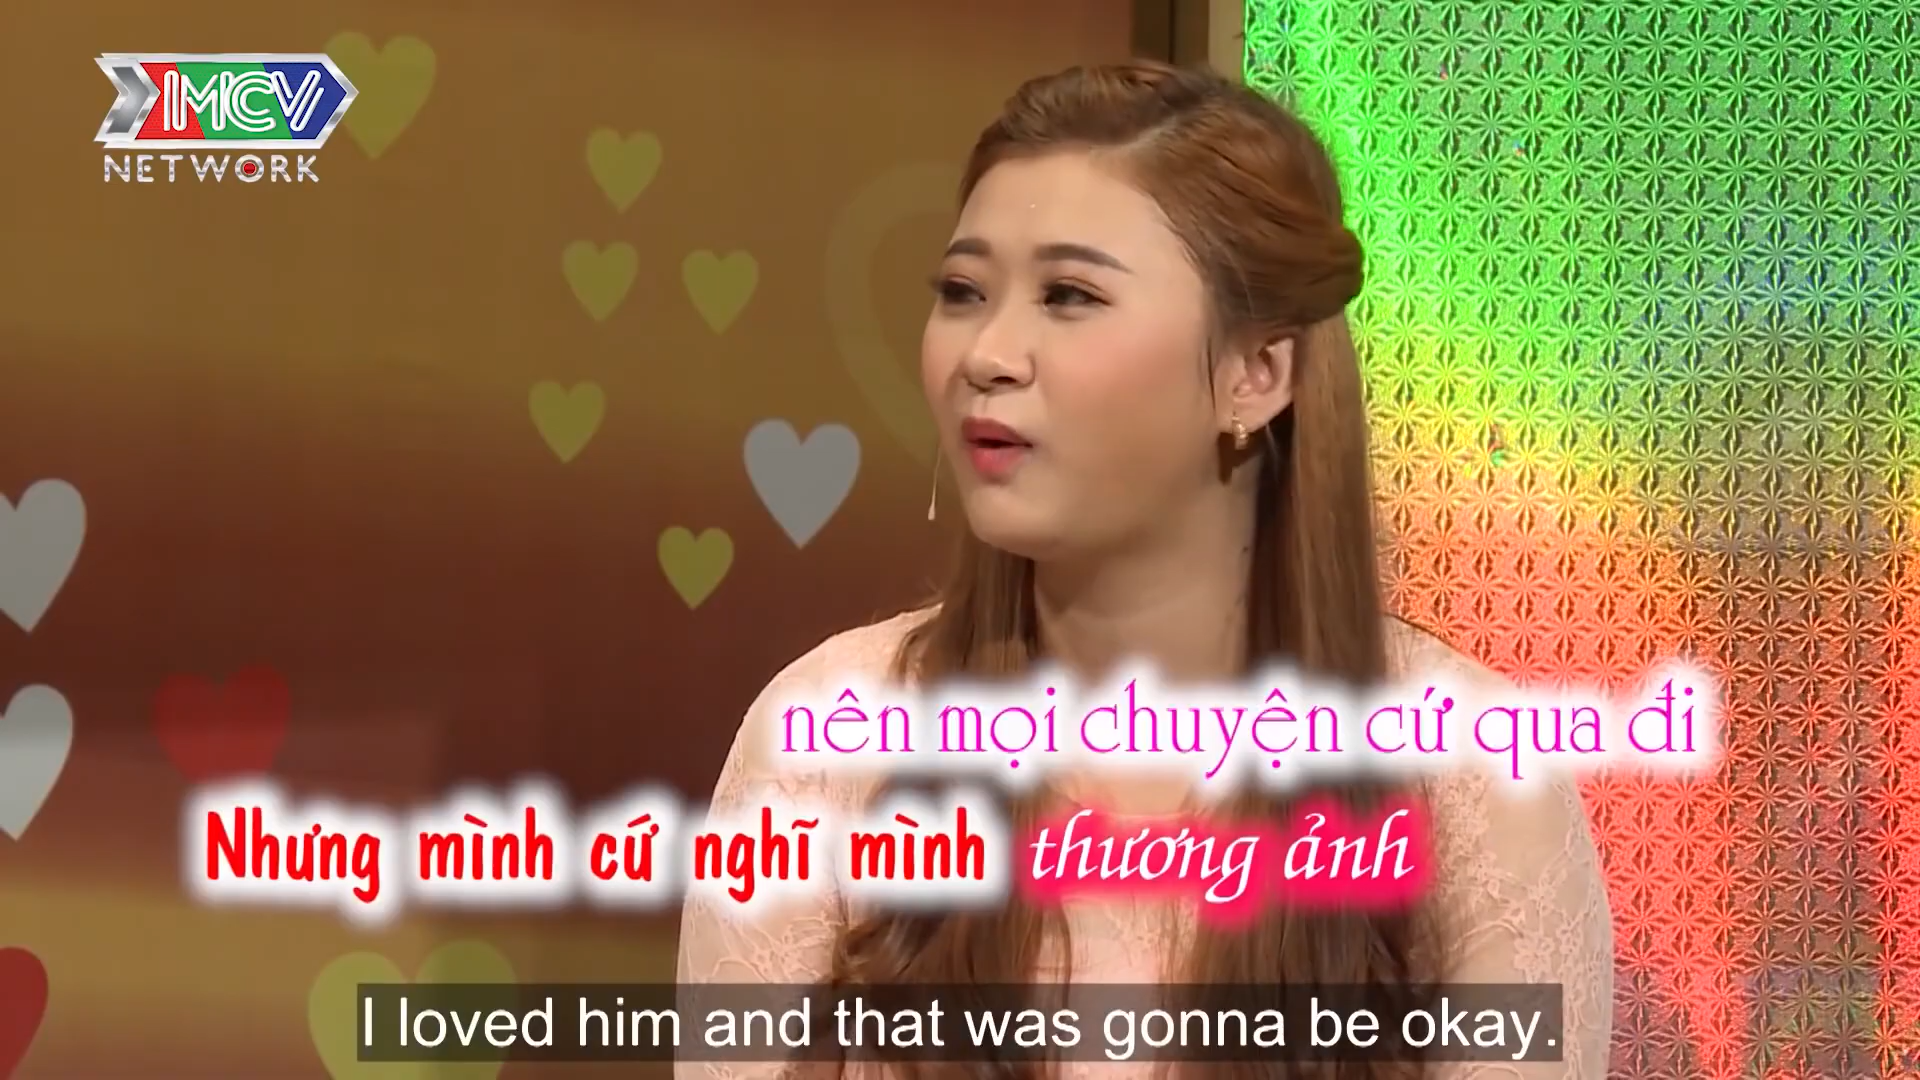 MCV
NETWORK
nên mọi chuyện cứ qua đi
Nhưng mình cứ nghĩ mình thương ảnh
I loved him and that was gonna be okay.